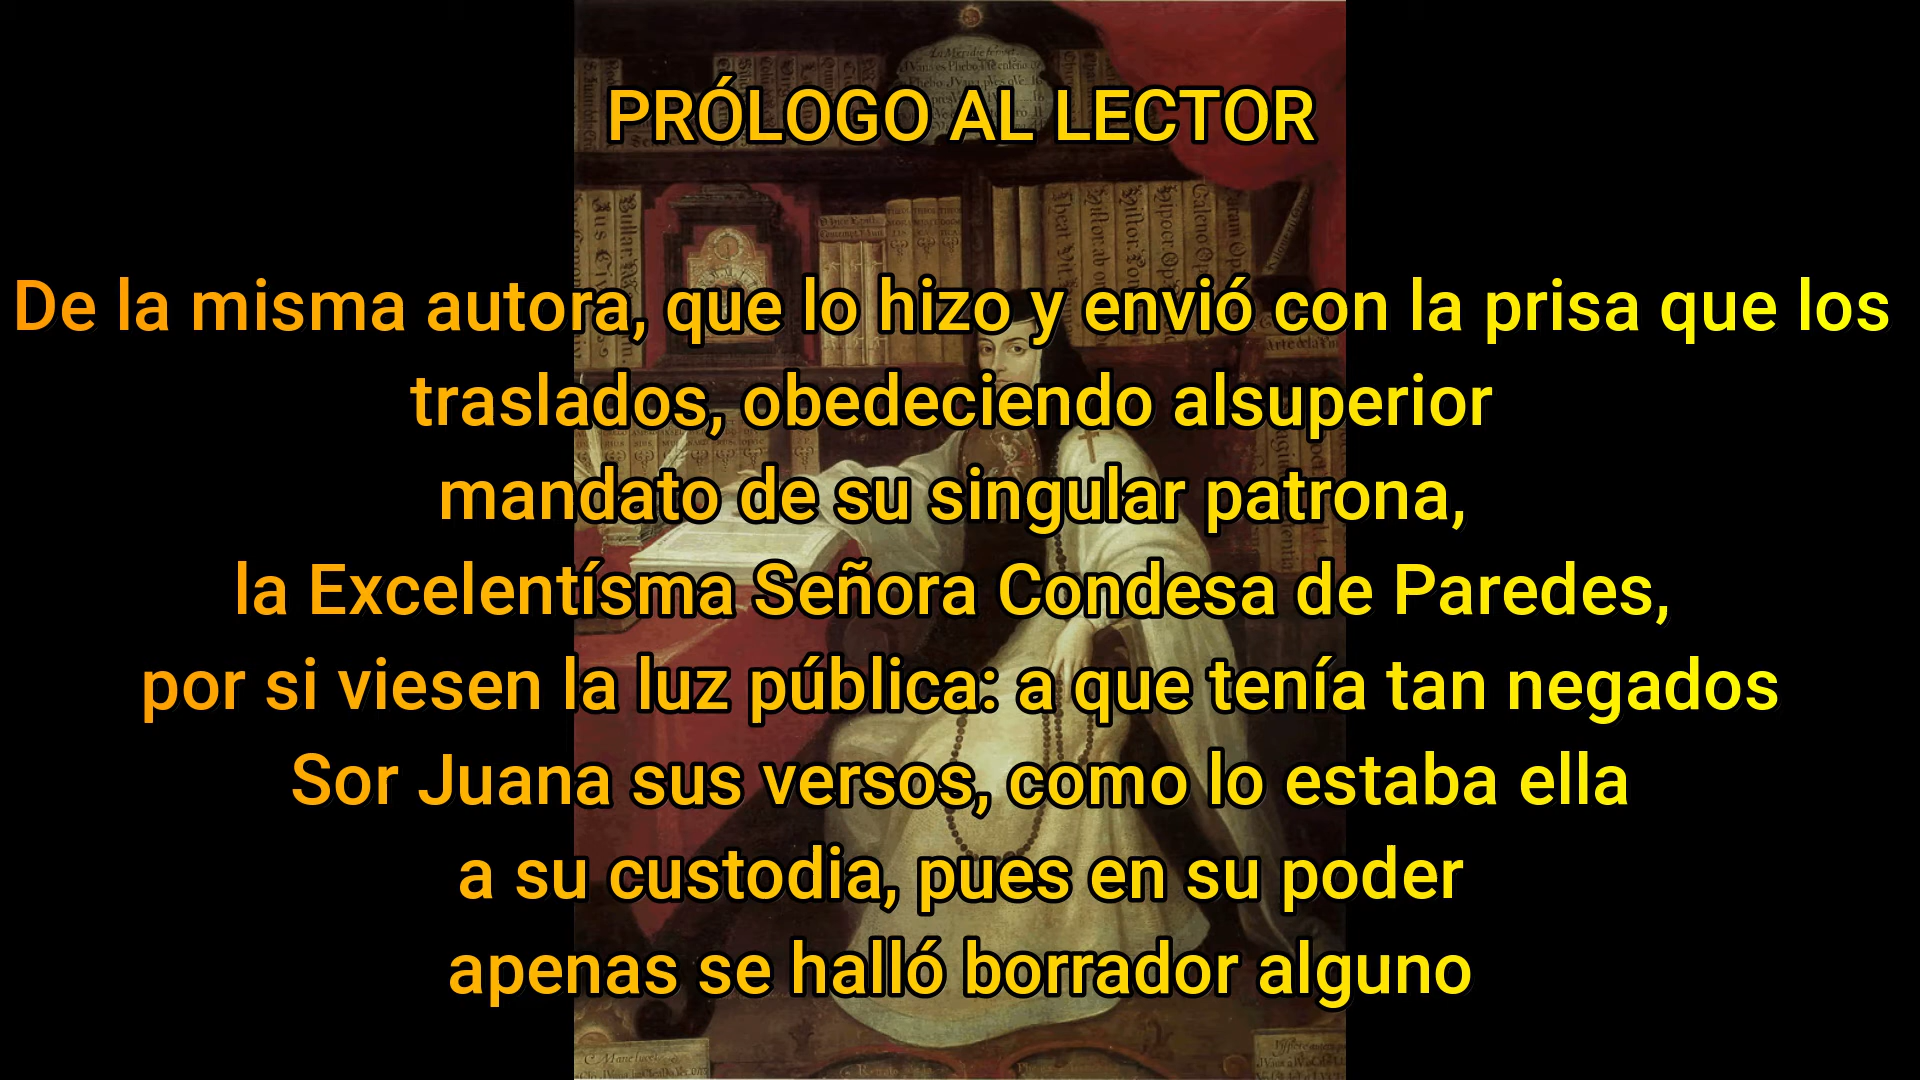 PRÓLOGO AL LECTOR
De la misma autora, que lo hizo y envió con la prisa que los
traslados, obedeciendo alsuperior
mandato de su singular patrona,
la Excelentísma Señora Condesa de Paredes,
por si viesen la luz pública: a que tenía tan negados
Sor Juana sus versos, como lo estaba ella
a su custodia, pues en su poder
apenas se halló borrador alguno